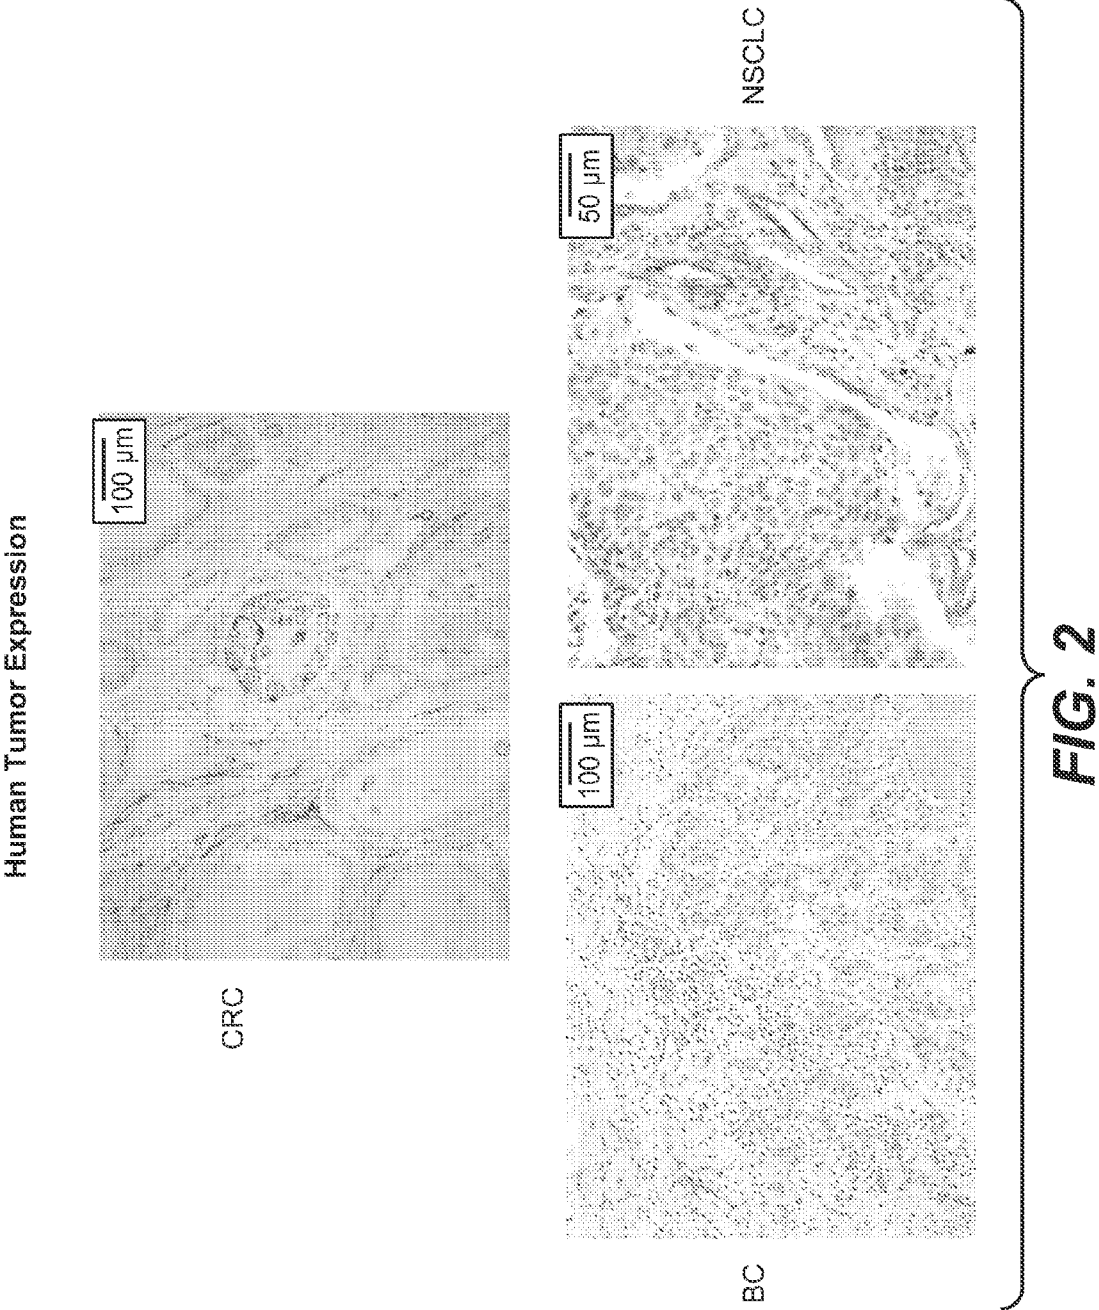 Human Tumor Expression
CRC
100 µm
BC
100 µm
50 µm
NSCLC
FIG. 2